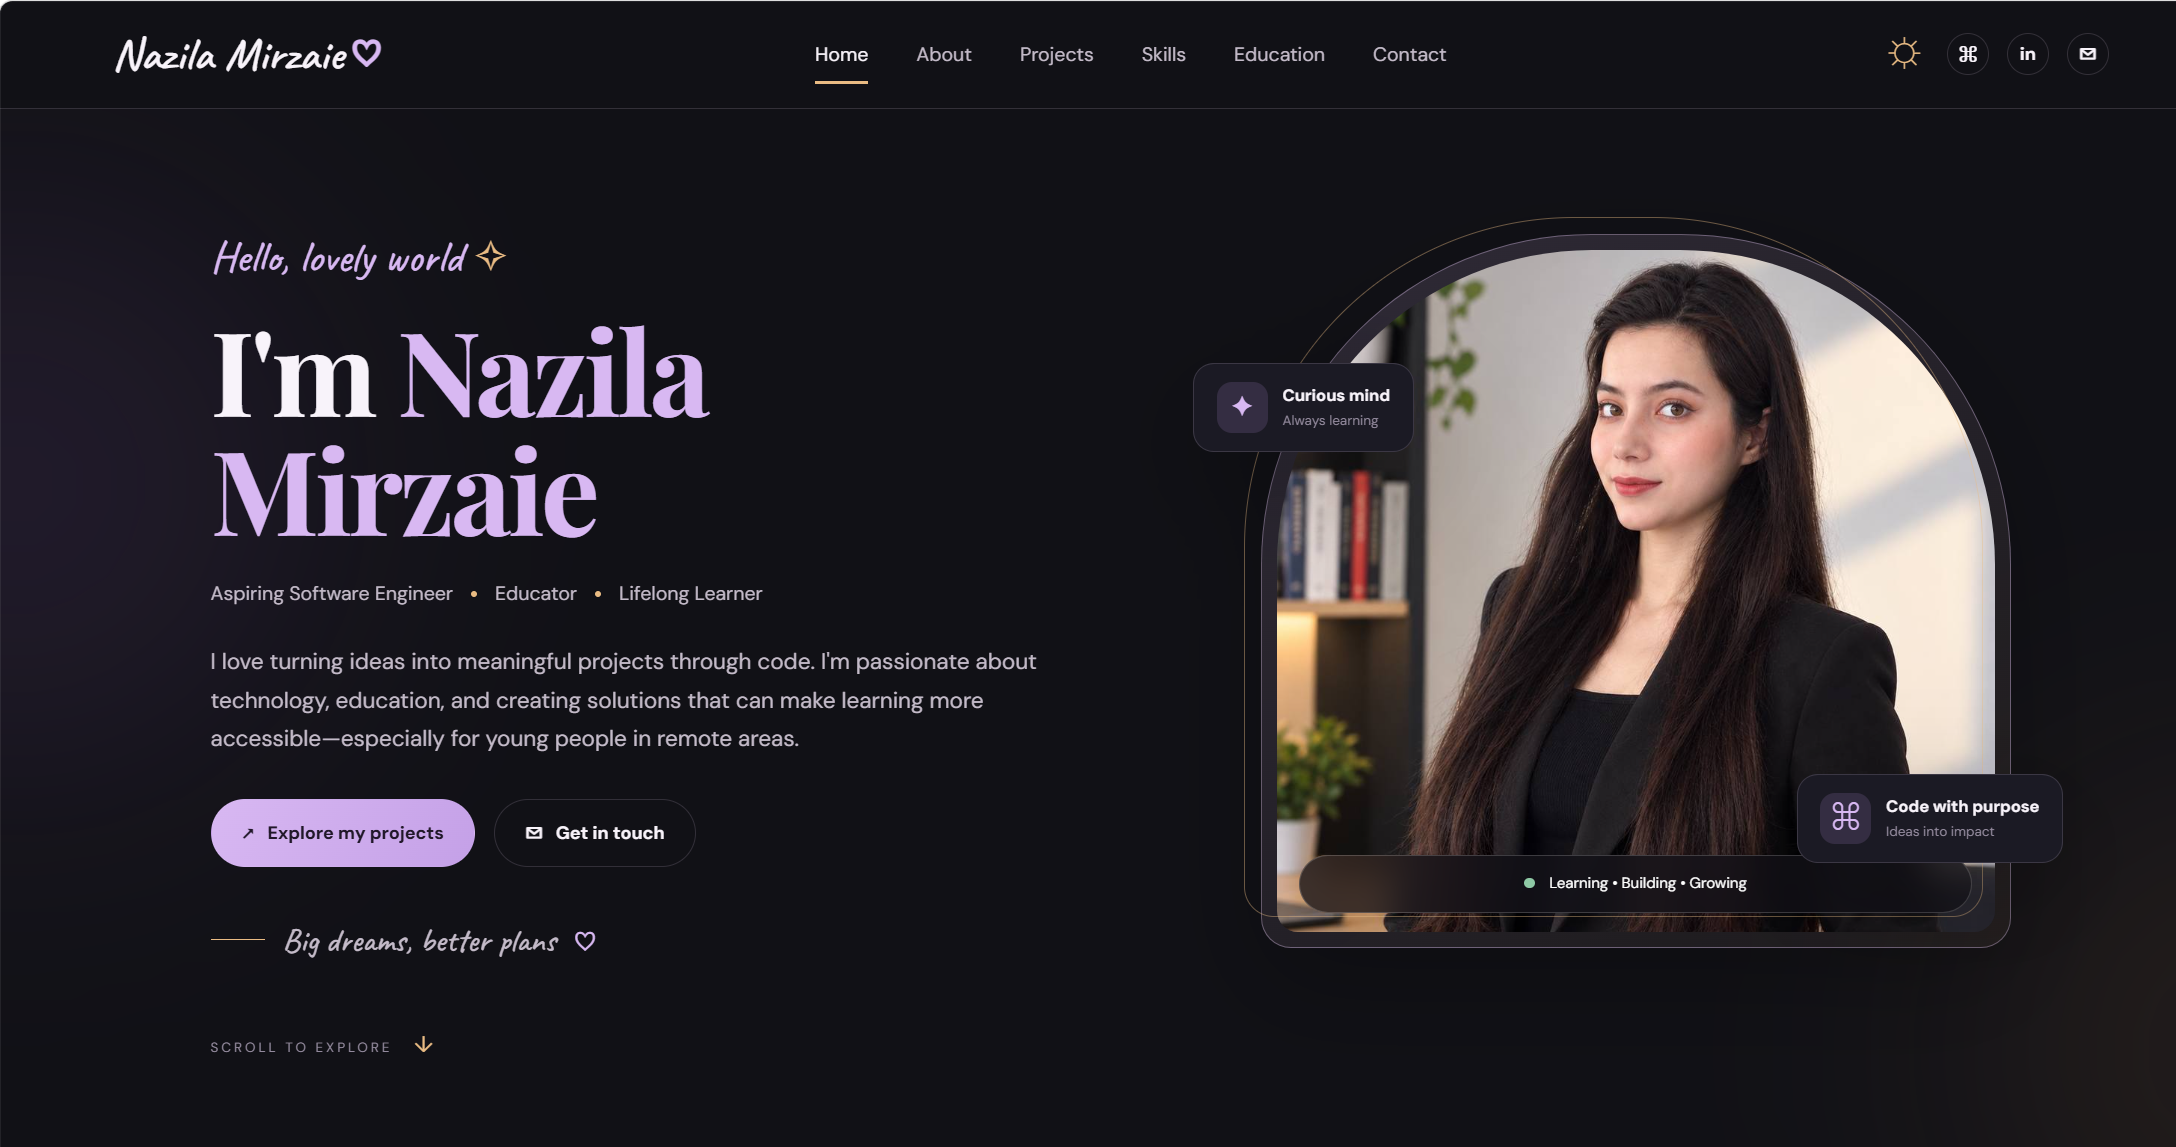 Nazila Mirzaie
Home About Projects Skills Education Contact
in
Hello, lovely world
I'm Nazila
Mirzaie
Aspiring Software Engineer • Educator • Lifelong Learner
I love turning ideas into meaningful projects through code. I'm passionate about
technology, education, and creating solutions that can make learning more
accessible—especially for young people in remote areas.
Explore my projects
Get in touch
Big dreams, better plans
SCROLL TO EXPLORE
Curious mind
Always learning
Code with purpose
Ideas into impact
Learning • Building • Growing